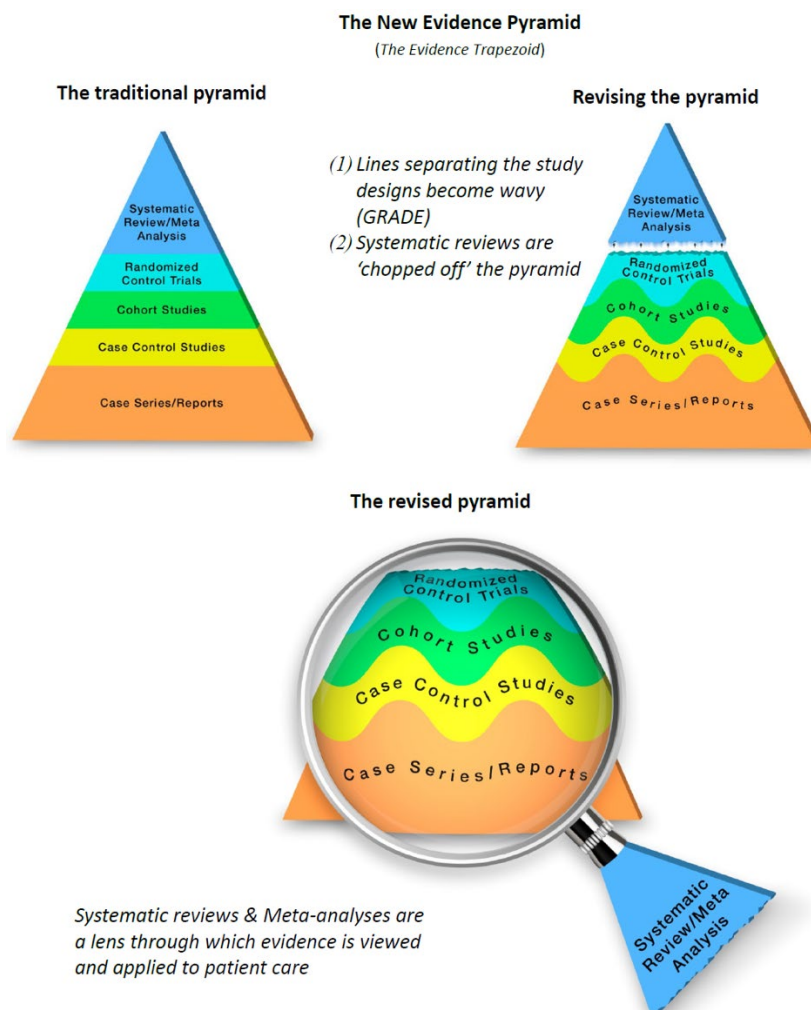 The New Evidence Pyramid
(The Evidence Trapezoid)
The traditional pyramid
Systematic
Review/Meta
Analysis
Randomized
Control Trials
Cohort Studies
Case Control Studies
Case Series/Reports
(1) Lines separating the study
designs become wavy
(GRADE)
(2) Systematic reviews are
‘chopped off’ the pyramid
Revising the pyramid
Systematic
Review/Meta
Analysis
Randomized
Control Trials
Cohort Studies
Case Control Studies
Case Series/Reports
The revised pyramid
Randomized
Control Trials
Cohort Studies
Case Control Studies
Case Series/Reports
Systematic
Review/Meta
Analysis
Systematic reviews & Meta-analyses are
a lens through which evidence is viewed
and applied to patient care